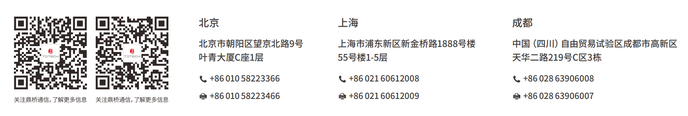 关注鼎桥通信，了解更多信息
关注鼎桥通信，了解更多信息
北京
北京市朝阳区望京北路9号
叶青大厦C座1层
+86 010 58223366
+86 010 58223466
上海
上海市浦东新区新金桥路1888号楼
55号楼1-5层
+86 021 60612008
+86 021 60612009
成都
中国（四川）自由贸易试验区成都市高新区
天华二路219号C区3栋
+86 028 63906008
+86 028 63906007